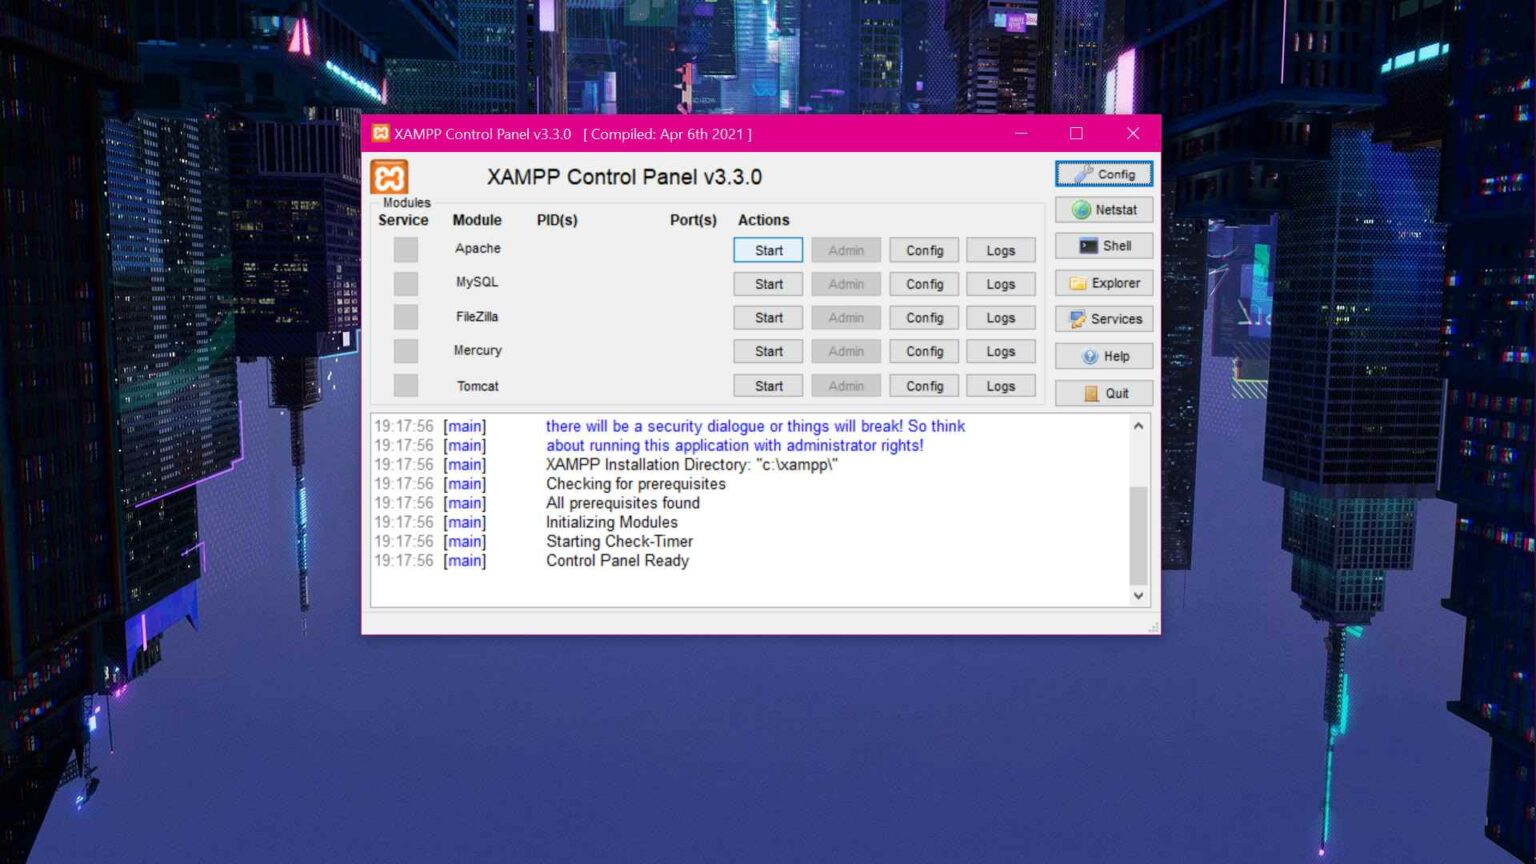 XAMPP Control Panel v3.3.0 [ Compiled: Apr 6th 2021 ]
XAMPP Control Panel v3.3.0
Config
Modules
Service Module PID(s) Port(s) Actions
Netstat
Apache Start Admin Config Logs
Shell
MySQL Start Admin Config Logs
Explorer
FileZilla Start Admin Config Logs
Services
Mercury Start Admin Config Logs
Help
Tomcat Start Admin Config Logs
Quit
19:17:56 [main] there will be a security dialogue or things will break! So think
19:17:56 [main] about running this application with administrator rights!
19:17:56 [main] XAMPP Installation Directory: "c:\xampp\"
19:17:56 [main] Checking for prerequisites
19:17:56 [main] All prerequisites found
19:17:56 [main] Initializing Modules
19:17:56 [main] Starting Check-Timer
19:17:56 [main] Control Panel Ready